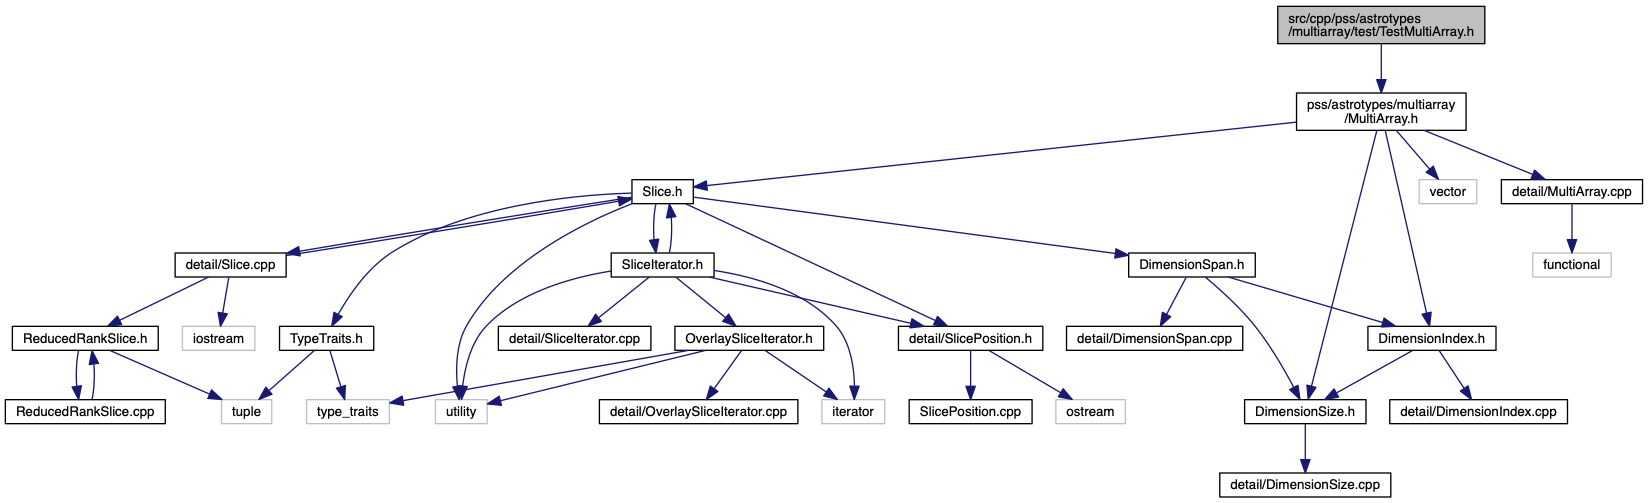 src/cpp/pss/astrotypes
/multiarray/test/TestMultiArray.h
pss/astrotypes/multiarray
/MultiArray.h
Slice.h
vector
detail/MultiArray.cpp
detail/Slice.cpp
SliceIterator.h
DimensionSpan.h
functional
ReducedRankSlice.h
iostream
TypeTraits.h
detail/SliceIterator.cpp
OverlaySliceIterator.h
detail/SlicePosition.h
detail/DimensionSpan.cpp
DimensionIndex.h
ReducedRankSlice.cpp
tuple
type_traits
utility
detail/OverlaySliceIterator.cpp
iterator
SlicePosition.cpp
ostream
DimensionSize.h
detail/DimensionIndex.cpp
detail/DimensionSize.cpp